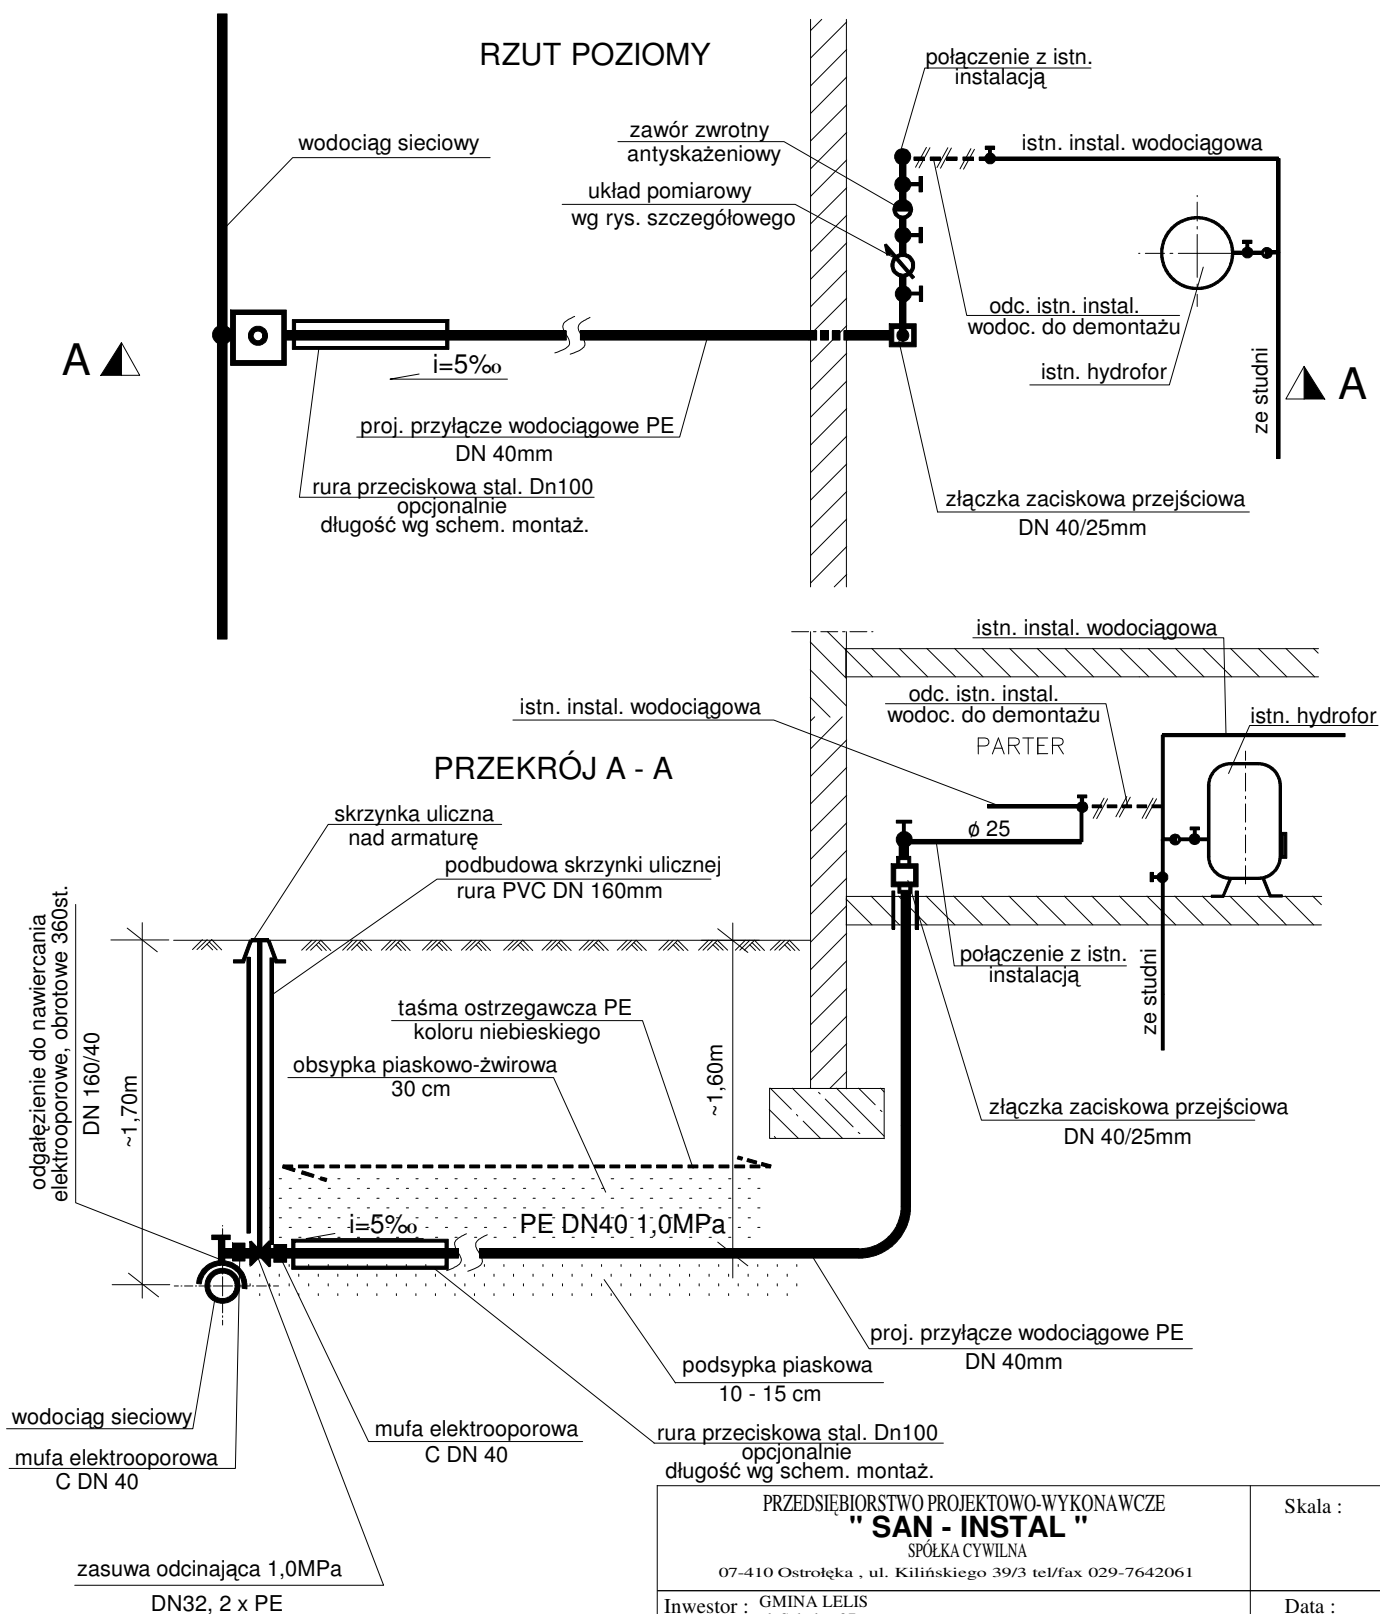 RZUT POZIOMY
połączenie z istn.
instalacją
wodociąg sieciowy
zawór zwrotny
antyskażeniowy
istn. instal. wodociągowa
układ pomiarowy
wg rys. szczegółowego
odc. istn. instal.
wodoc. do demontażu
A
i=5‰
istn. hydrofor
ze studni
A
proj. przyłącze wodociągowe PE
DN 40mm
rura przeciskowa stal. Dn100
opcjonalnie
długość wg schem. montaż.
złączka zaciskowa przejściowa
DN 40/25mm
istn. instal. wodociągowa
istn. instal. wodociągowa
odc. istn. instal.
wodoc. do demontażu
istn. hydrofor
PARTER
PRZEKRÓJ A - A
skrzynka uliczna
nad armaturę
ø 25
podbudowa skrzynki ulicznej
rura PVC DN 160mm
odgałęzienie do nawiercania
elektrooporowe, obrotowe 360st.
DN 160/40
~1,70m
połączenie z istn.
instalacją
ze studni
taśma ostrzegawcza PE
koloru niebieskiego
obsypka piaskowo-żwirowa
30 cm
~1,60m
złączka zaciskowa przejściowa
DN 40/25mm
i=5‰
PE DN40 1,0MPa
proj. przyłącze wodociągowe PE
DN 40mm
podsypka piaskowa
10 - 15 cm
wodociąg sieciowy
mufa elektrooporowa
C DN 40
mufa elektrooporowa
C DN 40
rura przeciskowa stal. Dn100
opcjonalnie
długość wg schem. montaż.
zasuwa odcinająca 1,0MPa
DN32, 2 x PE
PRZEDSIĘBIORSTWO PROJEKTOWO-WYKONAWCZE
" SAN - INSTAL "
SPÓŁKA CYWILNA
07-410 Ostrołęka , ul. Kilińskiego 39/3 tel/fax 029-7642061
Skala :
Inwestor : GMINA LELIS
Data :